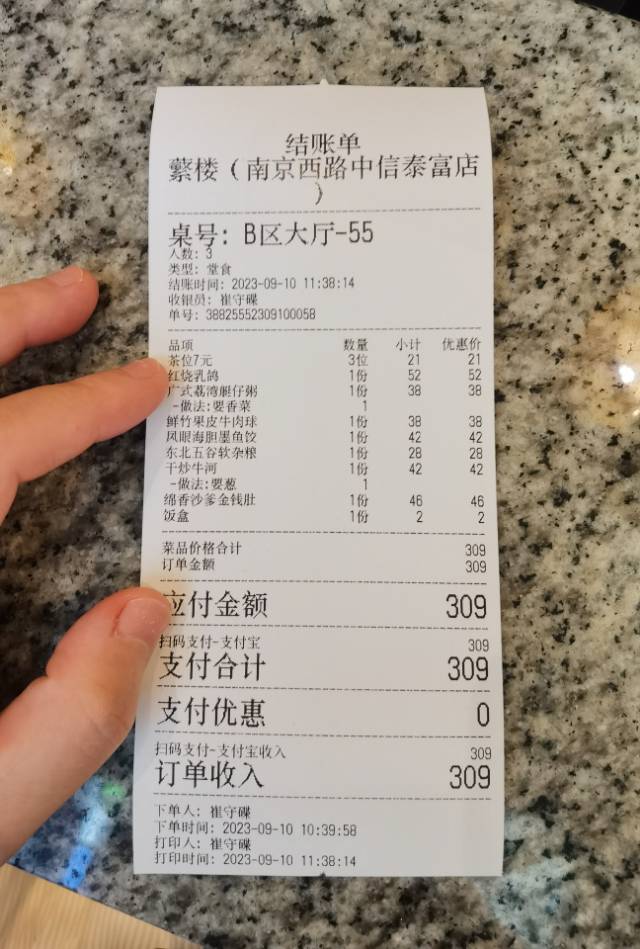 结账单
蘩楼（南京西路中信泰富店
）
桌号: B区大厅-55
人数: 3
类型: 堂食
结账时间: 2023-09-10 11:38:14
收银员: 崔守碟
单号: 38825552309100058
品项 数量 小计 优惠价
茶位7元 3位 21 21
红烧乳鸽 1份 52 52
广式荔湾艇仔粥 1份 38 38
-做法:要香菜 1
鲜竹果皮牛肉球 1份 38 38
凤眼海胆墨鱼饺 1份 42 42
东北五谷软杂粮 1份 28 28
干炒牛河 1份 42 42
-做法:要葱 1
绵香沙爹金钱肚 1份 46 46
饭盒 1份 2 2
菜品价格合计 309
订单金额 309
应付金额 309
扫码支付-支付宝 309
支付合计 309
支付优惠 0
扫码支付-支付宝收入 309
订单收入 309
下单人: 崔守碟
下单时间: 2023-09-10 10:39:58
打印人: 崔守碟
打印时间: 2023-09-10 11:38:14